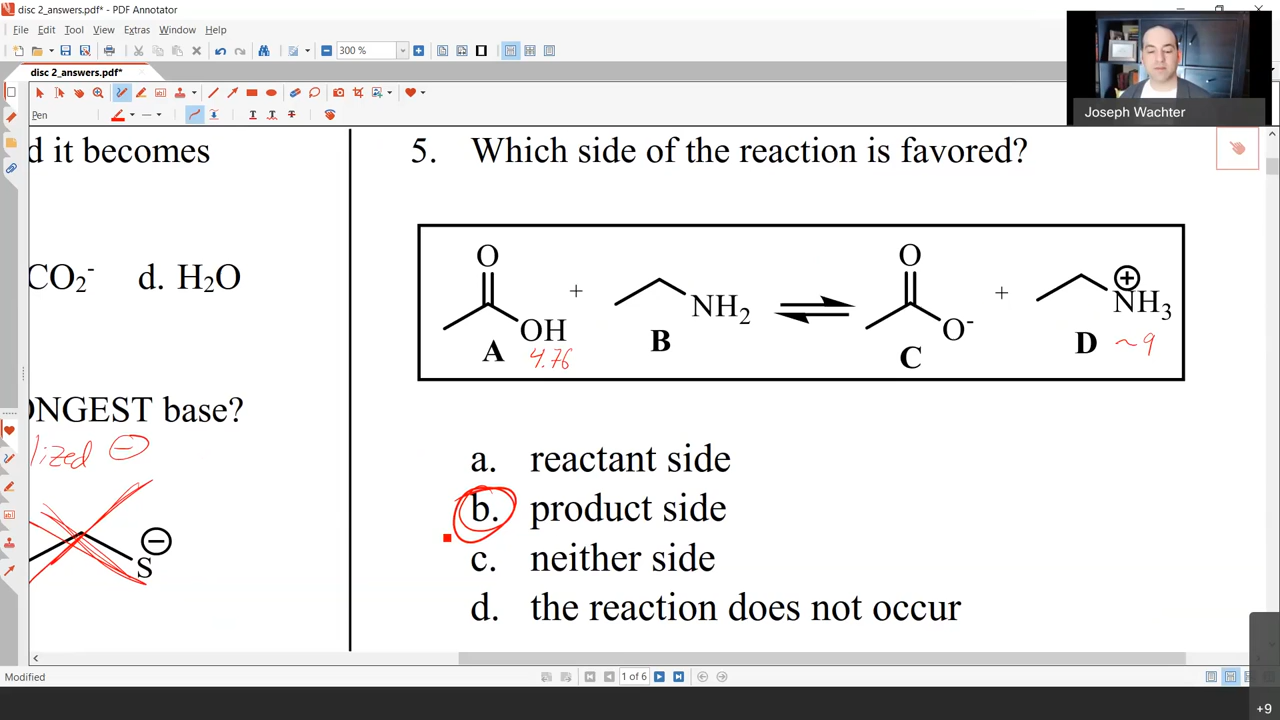 disc 2_answers.pdf* - PDF Annotator
File Edit Tool View Extras Window Help
300 %
disc 2_answers.pdf*
Pen
Joseph Wachter
d it becomes
CO2- d. H2O
ONGEST base?
lized ⊖
⊖
S
5. Which side of the reaction is favored?
O O ⊕
+ NH2 + NH3
OH O-
A 4.76 B C D ~9
a. reactant side
b. product side
c. neither side
d. the reaction does not occur
1 of 6
Modified
+9